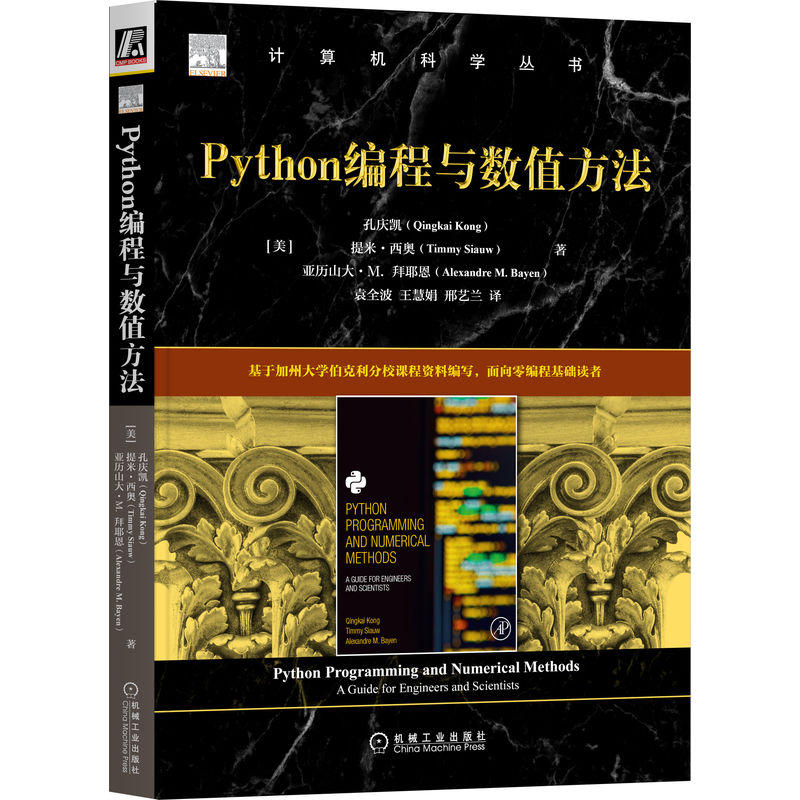 CMP BOOKS
ELSEVIER
计算机科学丛书
Python编程与数值方法
孔庆凯(Qingkai Kong)
[美] 提米·西奥(Timmy Siauw) 著
亚历山大·M. 拜耶恩(Alexandre M. Bayen)
袁全波 王慧娟 邢艺兰 译
基于加州大学伯克利分校课程资料编写，面向零编程基础读者
PYTHON
PROGRAMMING
AND NUMERICAL
METHODS
A GUIDE FOR ENGINEERS
AND SCIENTISTS
Qingkai Kong
Timmy Siauw
Alexandre M. Bayen
AP
Python Programming and Numerical Methods
A Guide for Engineers and Scientists
机械工业出版社
China Machine Press
Python编程与数值方法
[美]
孔庆凯(Qingkai Kong)
提米·西奥(Timmy Siauw)
亚历山大·M. 拜耶恩(Alexandre M. Bayen)
著
机械工业出版社
China Machine Press